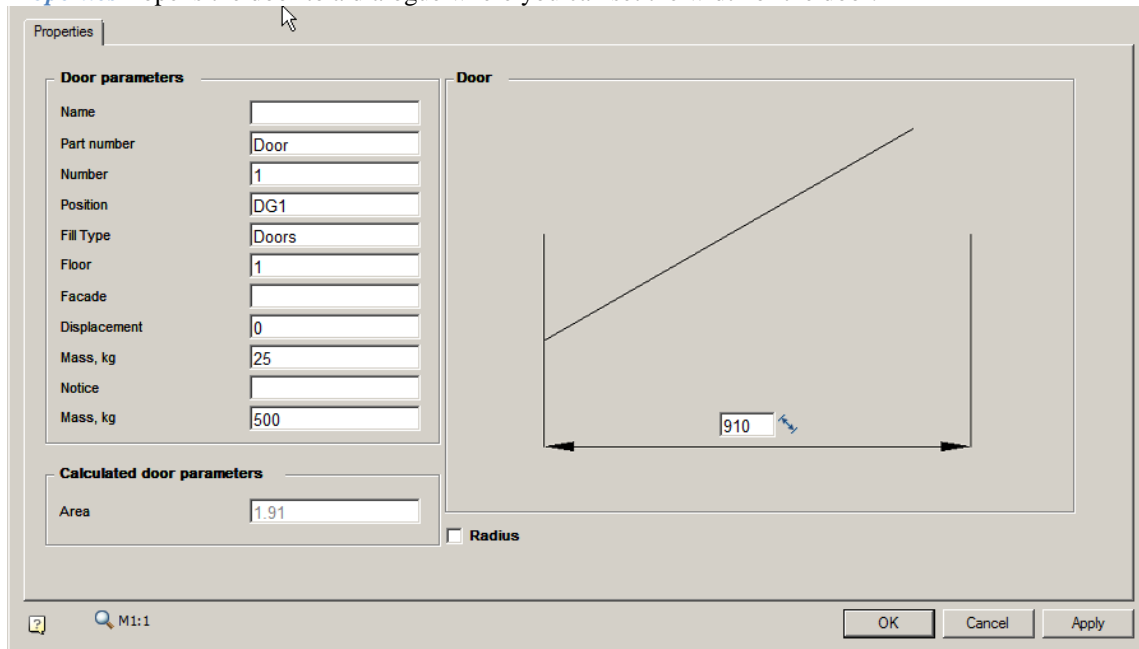 Properties
Door parameters
Name
Part number Door
Number 1
Position DG1
Fill Type Doors
Floor 1
Facade
Displacement 0
Mass, kg 25
Notice
Mass, kg 500
Calculated door parameters
Area 1.91
Door
910
Radius
M1:1
OK Cancel Apply